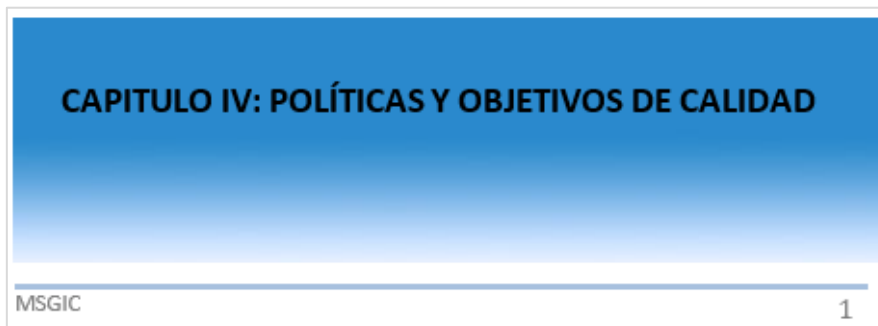 CAPITULO IV: POLÍTICAS Y OBJETIVOS DE CALIDAD
MSGIC
1